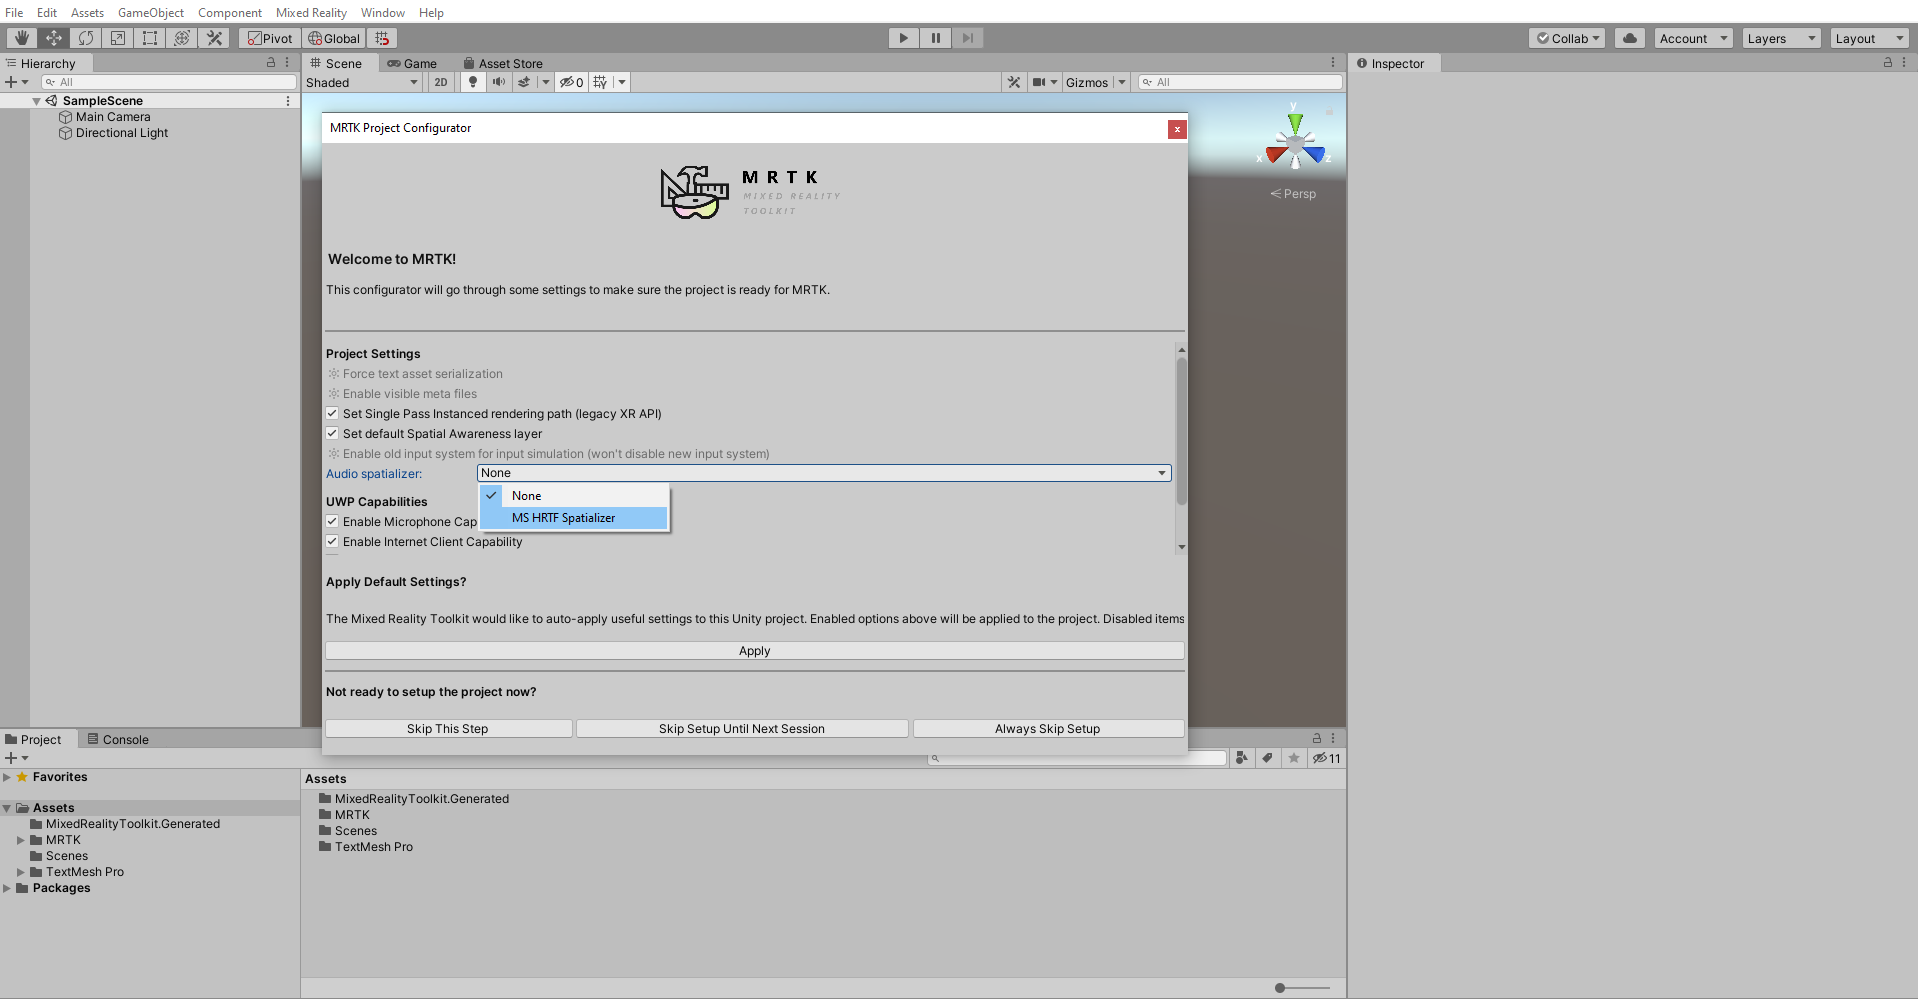 File Edit Assets GameObject Component Mixed Reality Window Help
Pivot Global Collab Account Layers Layout
Hierarchy
All
SampleScene
Main Camera
Directional Light
Scene Game Asset Store
Shaded 2D 0 Gizmos All
y
x z
Persp
Inspector
MRTK Project Configurator
x
MRTK
MIXED REALITY
TOOLKIT
Welcome to MRTK!
This configurator will go through some settings to make sure the project is ready for MRTK.
Project Settings
Force text asset serialization
Enable visible meta files
Set Single Pass Instanced rendering path (legacy XR API)
Set default Spatial Awareness layer
Enable old input system for input simulation (won't disable new input system)
Audio spatializer: None
None
MS HRTF Spatializer
UWP Capabilities
Enable Microphone Cap
Enable Internet Client Capability
Apply Default Settings?
The Mixed Reality Toolkit would like to auto-apply useful settings to this Unity project. Enabled options above will be applied to the project. Disabled items
Apply
Not ready to setup the project now?
Skip This Step Skip Setup Until Next Session Always Skip Setup
Project Console
11
Favorites
Assets
MixedRealityToolkit.Generated
MRTK
Scenes
TextMesh Pro
Packages
Assets
MixedRealityToolkit.Generated
MRTK
Scenes
TextMesh Pro